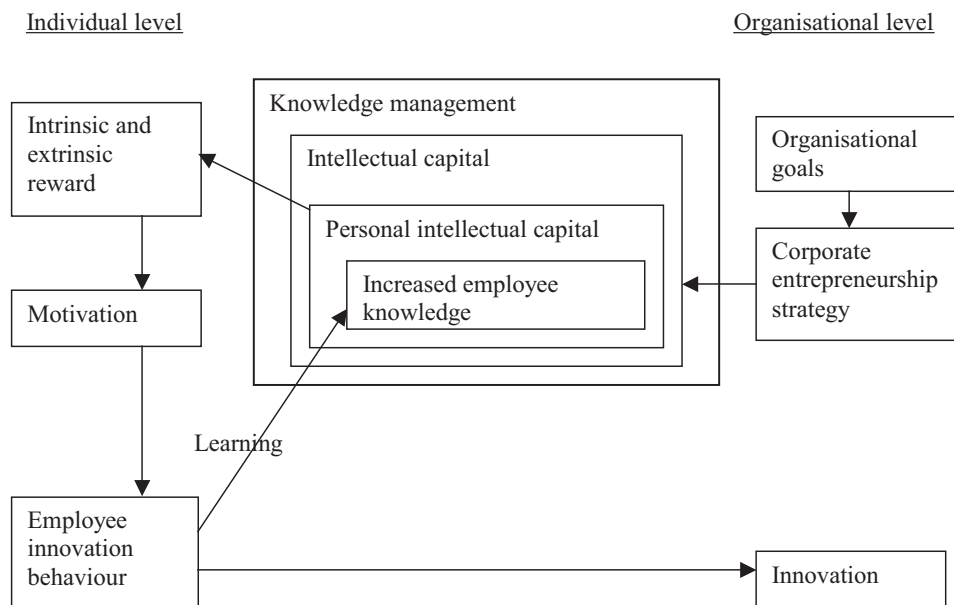 Individual level
Organisational level
Knowledge management
Intrinsic and
extrinsic
reward
Intellectual capital
Organisational
goals
Personal intellectual capital
Corporate
entrepreneurship
strategy
Increased employee
knowledge
Motivation
Learning
Employee
innovation
behaviour
Innovation